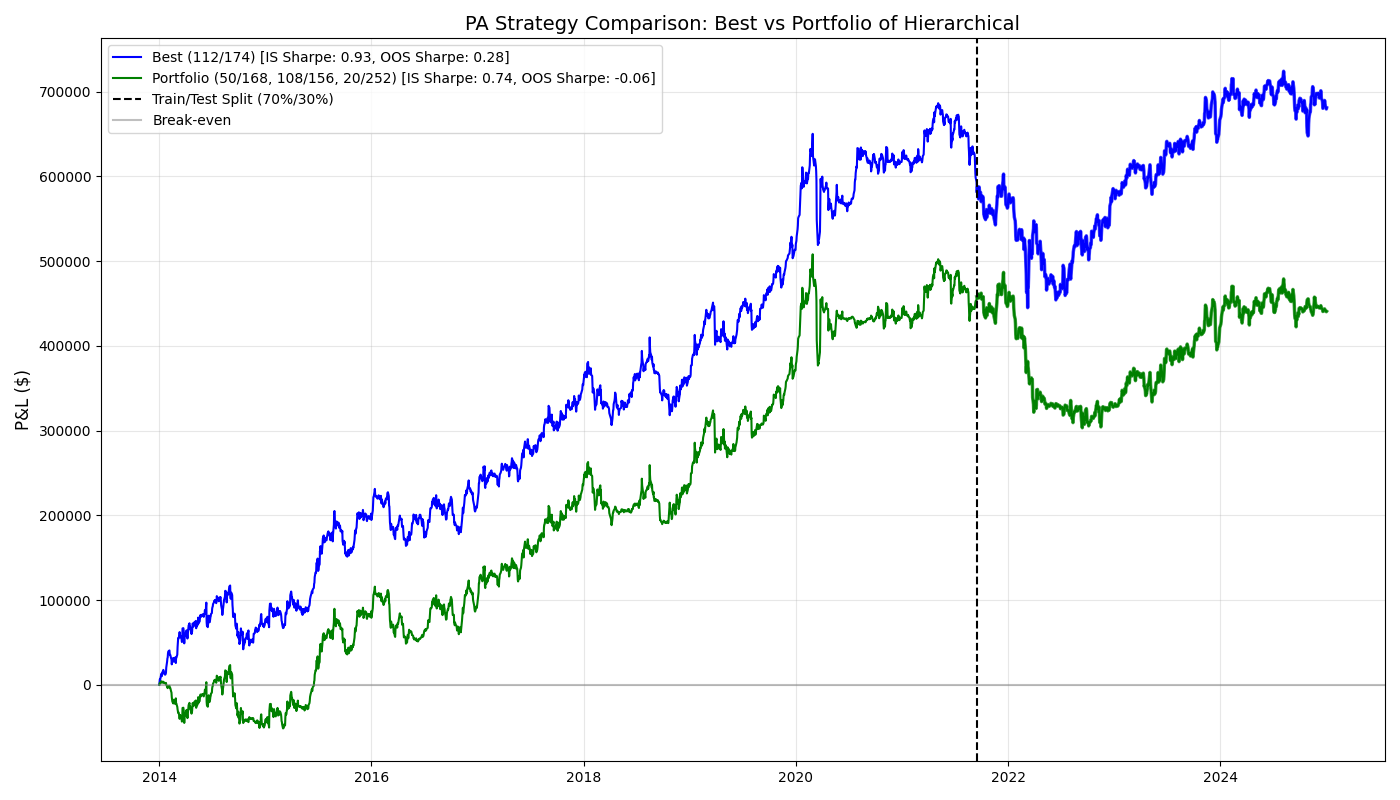 PA Strategy Comparison: Best vs Portfolio of Hierarchical
Best (112/174) [IS Sharpe: 0.93, OOS Sharpe: 0.28]
Portfolio (50/168, 108/156, 20/252) [IS Sharpe: 0.74, OOS Sharpe: -0.06]
Train/Test Split (70%/30%)
Break-even
P&L ($)
700000
600000
500000
400000
300000
200000
100000
0
2014
2016
2018
2020
2022
2024